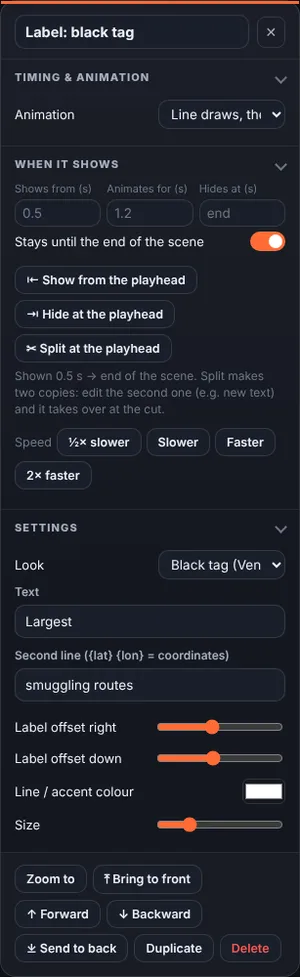 Label: black tag ×
TIMING & ANIMATION
Animation Line draws, the
WHEN IT SHOWS
Shows from (s) Animates for (s) Hides at (s)
0.5 1.2 end
Stays until the end of the scene
⇤ Show from the playhead
⇥ Hide at the playhead
✂ Split at the playhead
Shown 0.5 s → end of the scene. Split makes
two copies: edit the second one (e.g. new text)
and it takes over at the cut.
Speed ½× slower Slower Faster
2× faster
SETTINGS
Look Black tag (Ven
Text
Largest
Second line ({lat} {lon} = coordinates)
smuggling routes
Label offset right
Label offset down
Line / accent colour
Size
Zoom to ⤒ Bring to front
↑ Forward ↓ Backward
⤓ Send to back Duplicate Delete